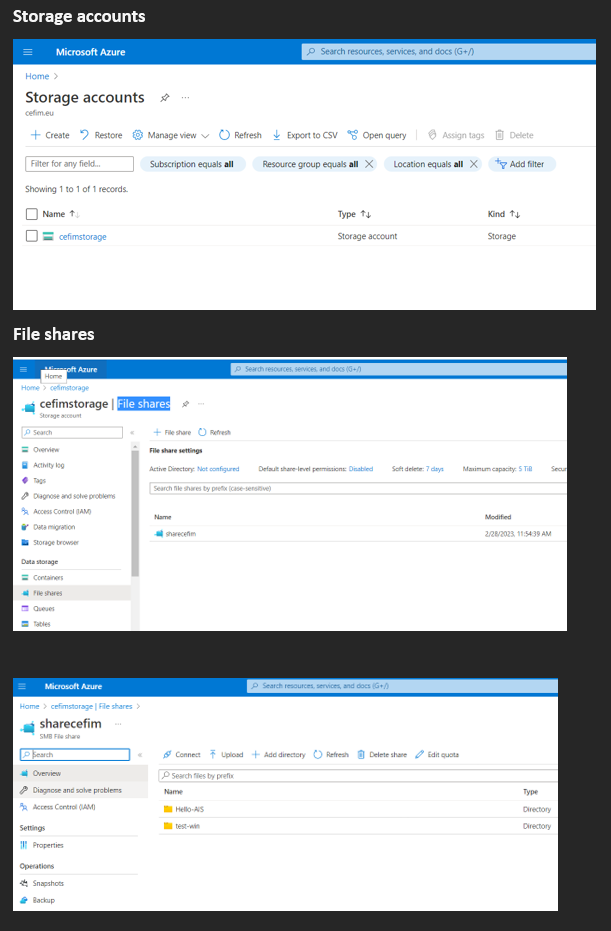 Storage accounts
Microsoft Azure
Search resources, services, and docs (G+/)
Home >
Storage accounts ...
cefim.eu
+ Create Restore Manage view Refresh Export to CSV Open query Assign tags Delete
Filter for any field... Subscription equals all Resource group equals all Location equals all Add filter
Showing 1 to 1 of 1 records.
Name ↑↓ Type ↑↓ Kind ↑↓
cefimstorage Storage account Storage
File shares
Microsoft Azure Search resources, services, and docs (G+/)
Home
Home > cefimstorage
cefimstorage | File shares ...
Storage account
Search « + File share Refresh
Overview
File share settings
Activity log
Active Directory: Not configured Default share-level permissions: Disabled Soft delete: 7 days Maximum capacity: 5 TiB Secur
Tags
Search file shares by prefix (case-sensitive)
Diagnose and solve problems
Access Control (IAM)
Name Modified
Data migration
sharecefim 2/28/2023, 11:54:39 AM
Storage browser
Data storage
Containers
File shares
Queues
Tables
Microsoft Azure Search resources, services, and docs (G+/)
Home > cefimstorage | File shares >
sharecefim ...
SMB File share
Search « Connect Upload + Add directory Refresh Delete share Edit quota
Overview
Search files by prefix
Diagnose and solve problems
Name Type
Access Control (IAM)
Hello-AIS Directory
Settings
test-win Directory
Properties
Operations
Snapshots
Backup